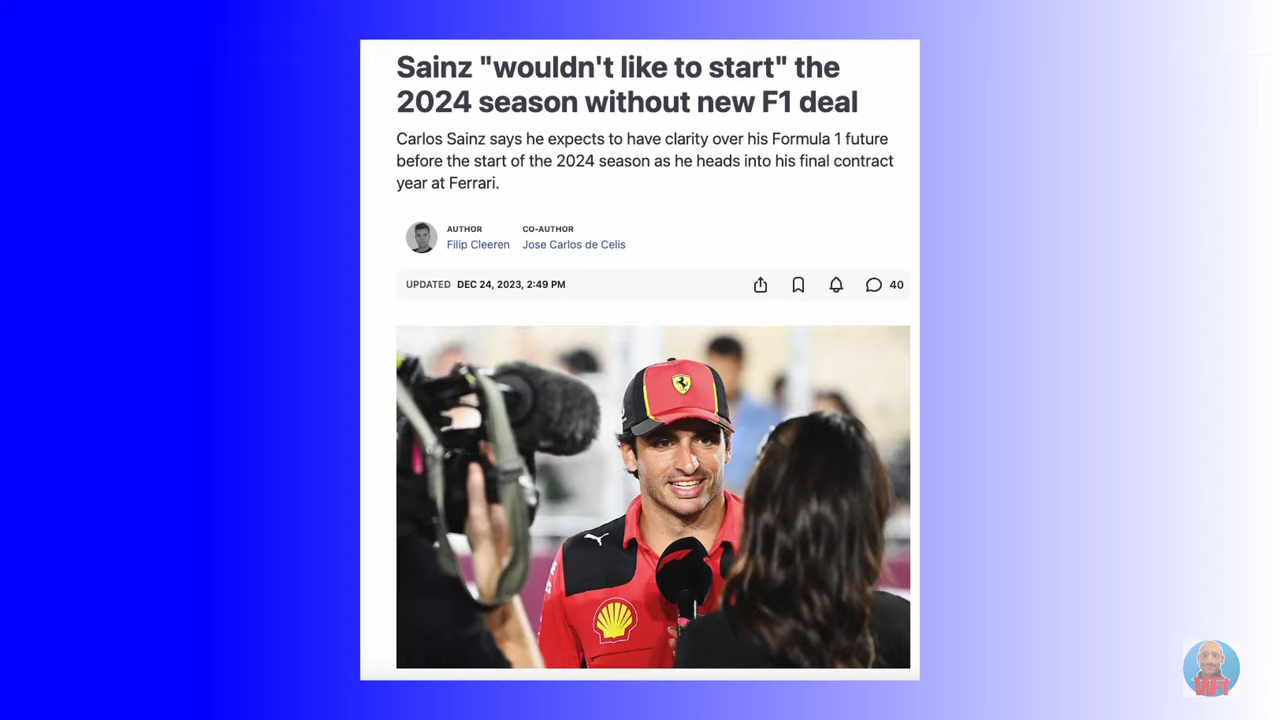 Sainz "wouldn't like to start" the
2024 season without new F1 deal
Carlos Sainz says he expects to have clarity over his Formula 1 future
before the start of the 2024 season as he heads into his final contract
year at Ferrari.
AUTHOR
Filip Cleeren
CO-AUTHOR
Jose Carlos de Celis
UPDATED DEC 24, 2023, 2:49 PM
40
WF1